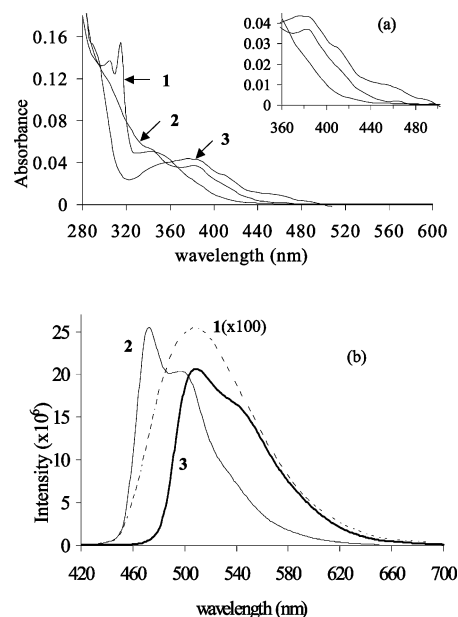 0.16
0.12
0.08
0.04
0
Absorbance
280 320 360 400 440 480 520 560 600
wavelength (nm)
1
2
3
(a)
0.04
0.03
0.02
0.01
0
360 400 440 480
25
20
15
10
5
0
Intensity (x10⁶)
420 460 500 540 580 620 660 700
wavelength (nm)
2
1(x100)
3
(b)